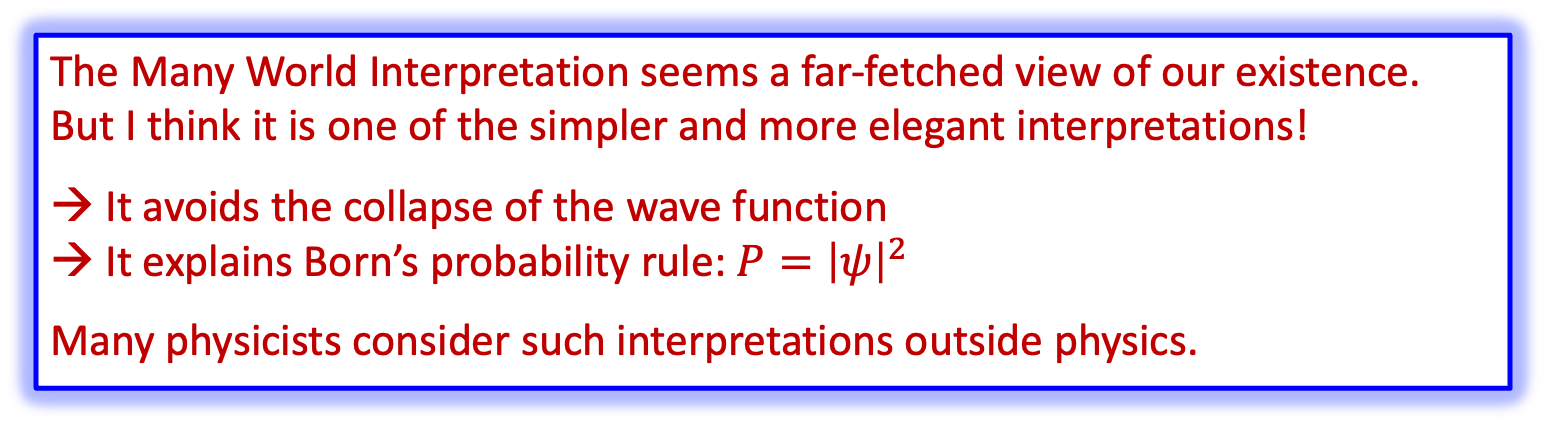 The Many World Interpretation seems a far-fetched view of our existence.
But I think it is one of the simpler and more elegant interpretations!
→ It avoids the collapse of the wave function
→ It explains Born’s probability rule: 𝑃 = |𝜓|²
Many physicists consider such interpretations outside physics.